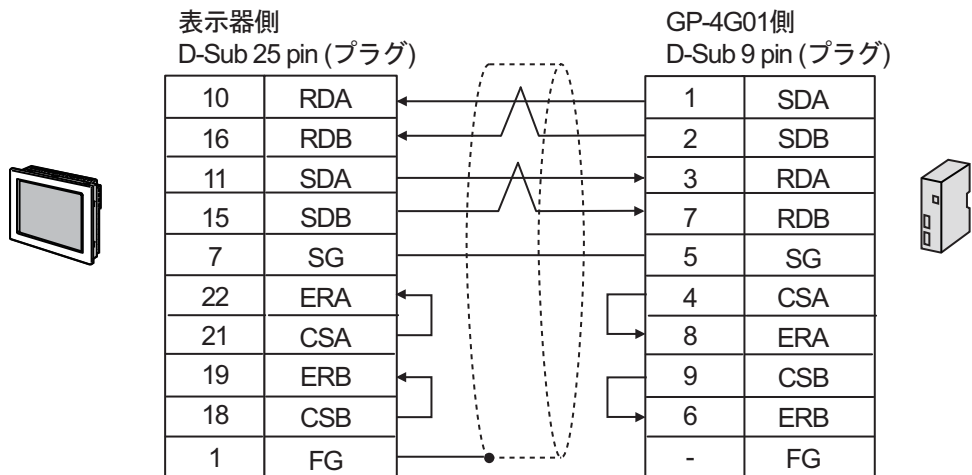 表示器側
D-Sub 25 pin (プラグ)
GP-4G01側
D-Sub 9 pin (プラグ)
10 RDA 1 SDA
16 RDB 2 SDB
11 SDA 3 RDA
15 SDB 7 RDB
7 SG 5 SG
22 ERA 4 CSA
21 CSA 8 ERA
19 ERB 9 CSB
18 CSB 6 ERB
1 FG - FG